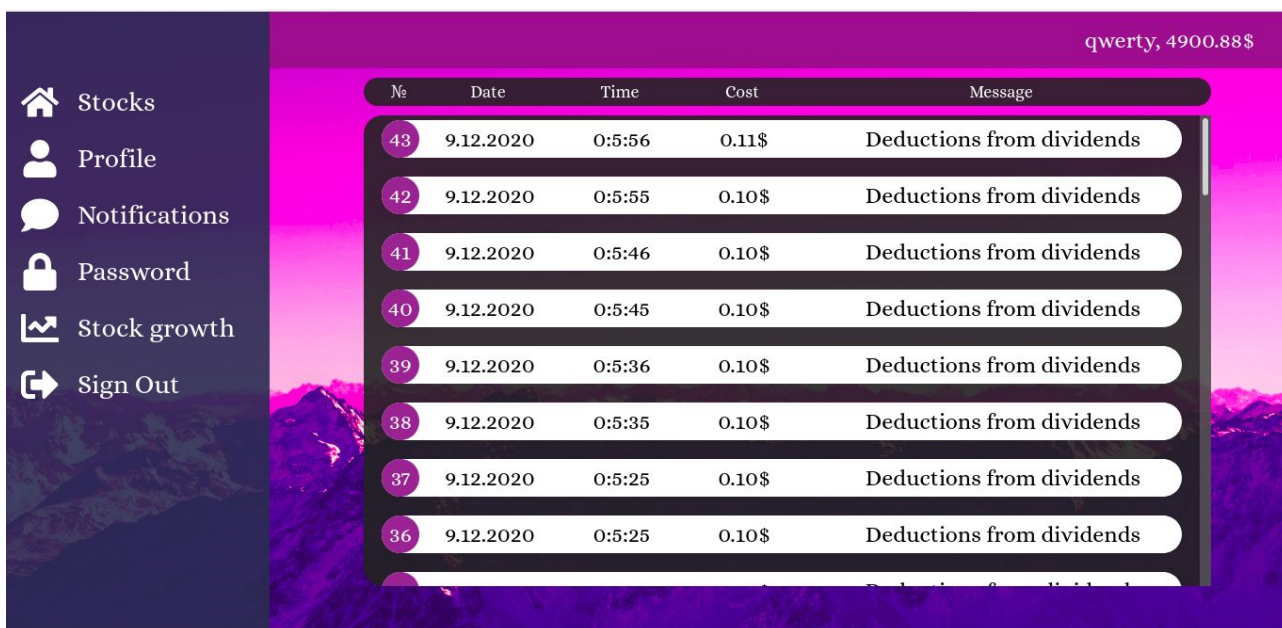 qwerty, 4900.88$
Stocks
Profile
Notifications
Password
Stock growth
Sign Out
№ Date Time Cost Message
43 9.12.2020 0:5:56 0.11$ Deductions from dividends
42 9.12.2020 0:5:55 0.10$ Deductions from dividends
41 9.12.2020 0:5:46 0.10$ Deductions from dividends
40 9.12.2020 0:5:45 0.10$ Deductions from dividends
39 9.12.2020 0:5:36 0.10$ Deductions from dividends
38 9.12.2020 0:5:35 0.10$ Deductions from dividends
37 9.12.2020 0:5:25 0.10$ Deductions from dividends
36 9.12.2020 0:5:25 0.10$ Deductions from dividends